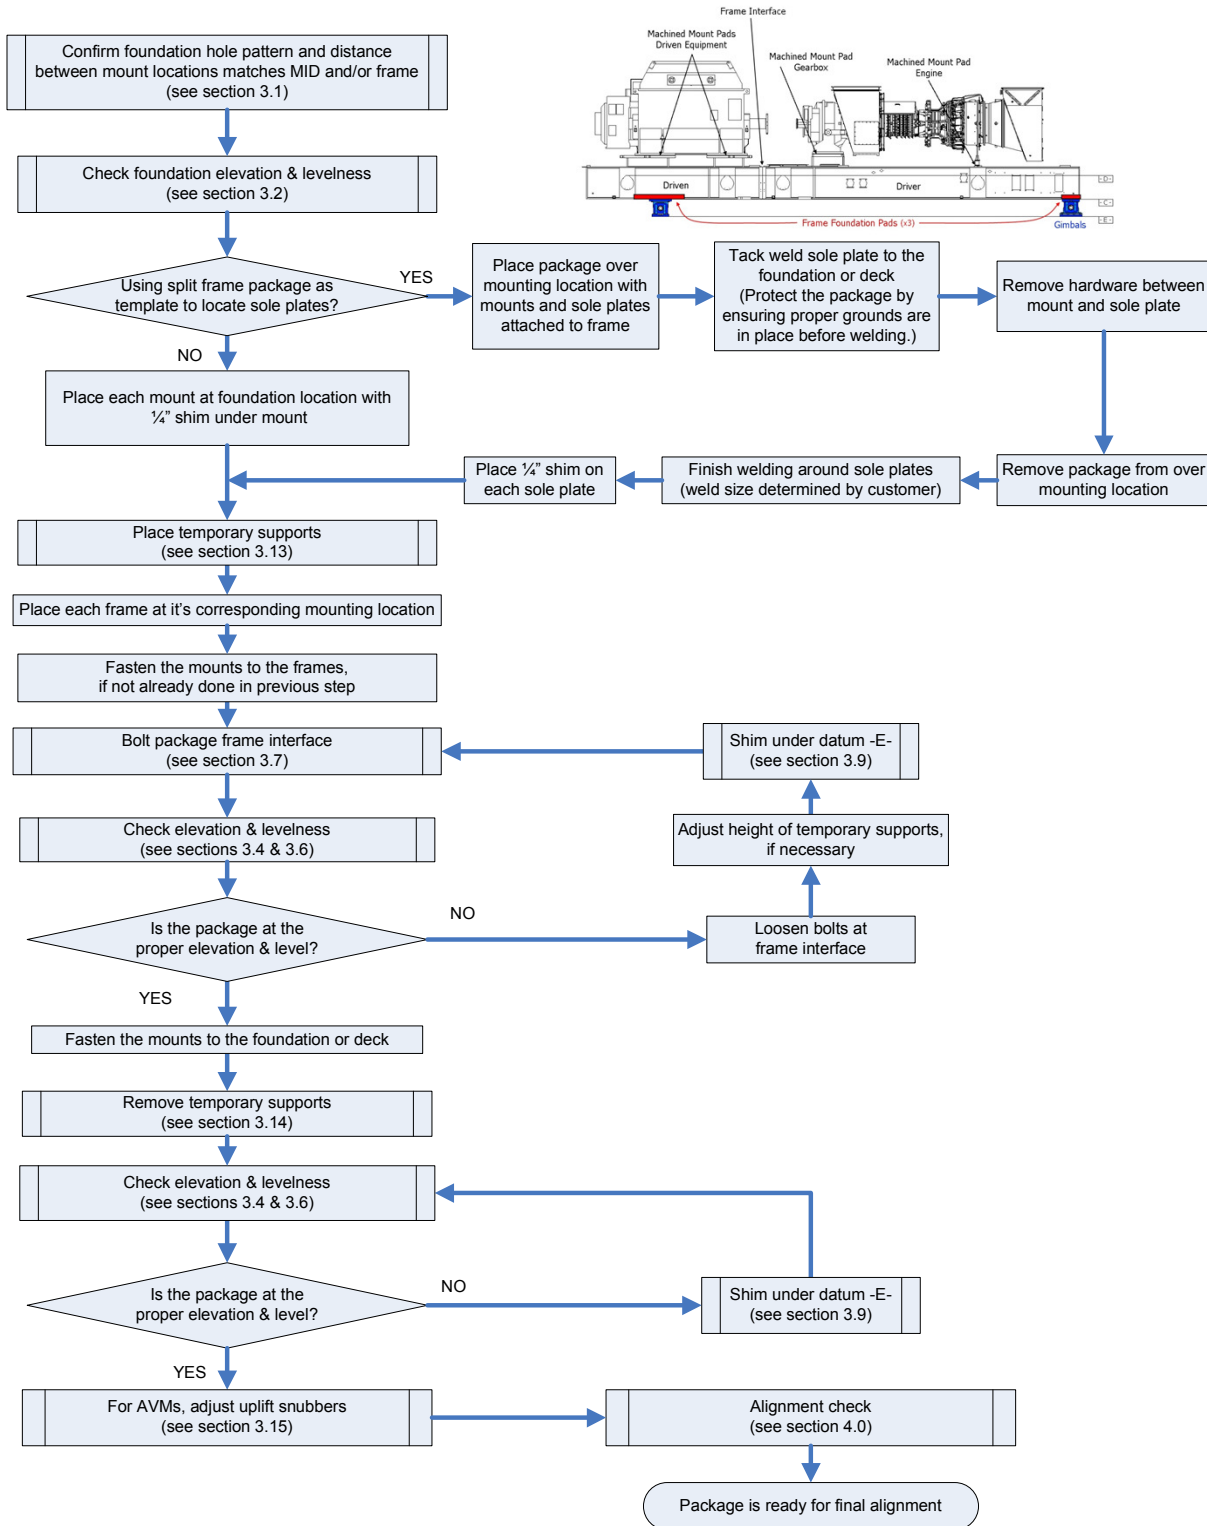 Confirm foundation hole pattern and distance
between mount locations matches MID and/or frame
(see section 3.1)
Frame Interface
Machined Mount Pads
Driven Equipment
Machined Mount Pad
Gearbox
Machined Mount Pad
Engine
Driven
Driver
-D-
-C-
-E-
Frame Foundation Pads (x3)
Gimbals
Check foundation elevation & levelness
(see section 3.2)
Using split frame package as
template to locate sole plates?
YES
Place package over
mounting location with
mounts and sole plates
attached to frame
Tack weld sole plate to the
foundation or deck
(Protect the package by
ensuring proper grounds are
in place before welding.)
Remove hardware between
mount and sole plate
NO
Place each mount at foundation location with
¼” shim under mount
Place ¼” shim on
each sole plate
Finish welding around sole plates
(weld size determined by customer)
Remove package from over
mounting location
Place temporary supports
(see section 3.13)
Place each frame at it’s corresponding mounting location
Fasten the mounts to the frames,
if not already done in previous step
Bolt package frame interface
(see section 3.7)
Shim under datum -E-
(see section 3.9)
Check elevation & levelness
(see sections 3.4 & 3.6)
Adjust height of temporary supports,
if necessary
Is the package at the
proper elevation & level?
NO
Loosen bolts at
frame interface
YES
Fasten the mounts to the foundation or deck
Remove temporary supports
(see section 3.14)
Check elevation & levelness
(see sections 3.4 & 3.6)
Is the package at the
proper elevation & level?
NO
Shim under datum -E-
(see section 3.9)
YES
For AVMs, adjust uplift snubbers
(see section 3.15)
Alignment check
(see section 4.0)
Package is ready for final alignment